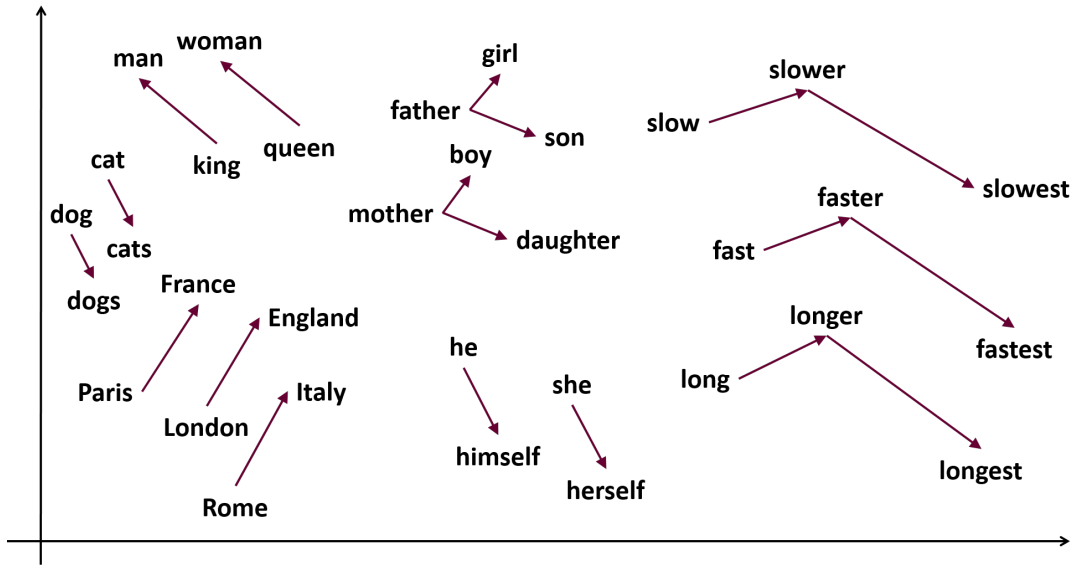 man
woman
king
queen
cat
cats
dog
dogs
France
Paris
England
London
Italy
Rome
girl
father
son
boy
mother
daughter
he
himself
she
herself
slower
slow
slowest
faster
fast
fastest
longer
long
longest